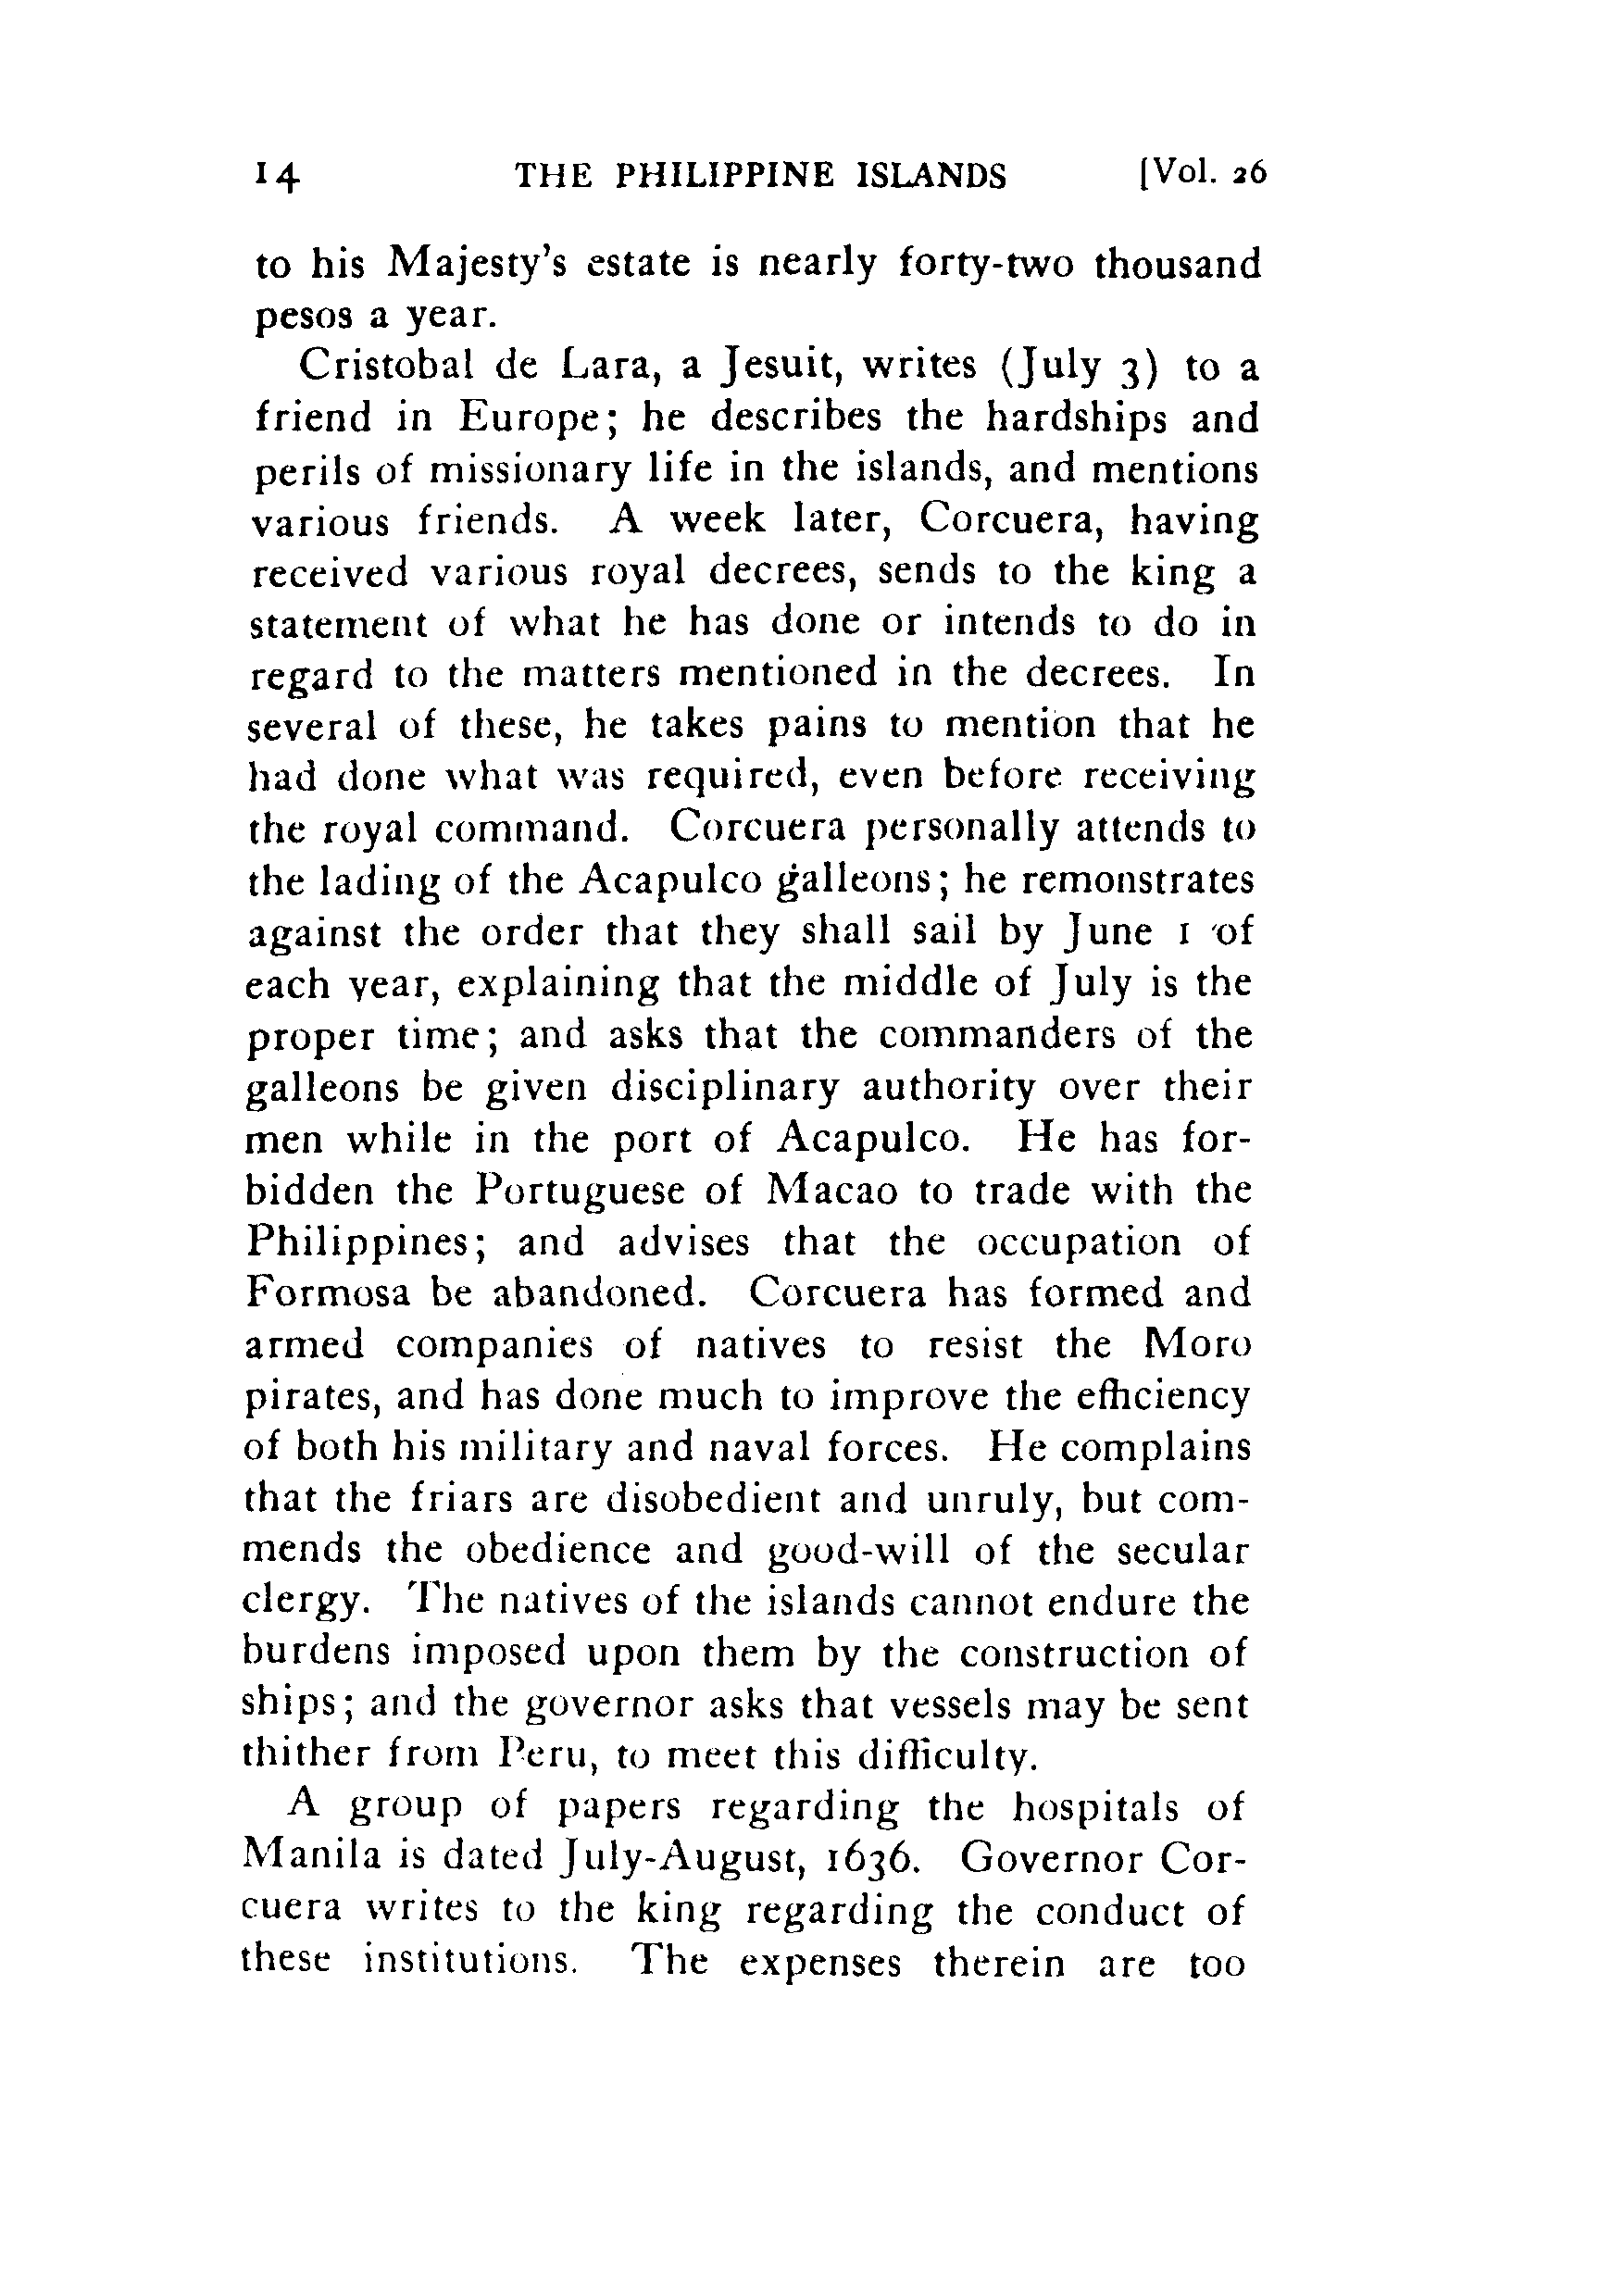 14 THE PHILIPPINE ISLANDS [Vol. 26
to his Majesty's estate is nearly forty-two thousand
pesos a year.
Cristobal de Lara, a Jesuit, writes (July 3) to a
friend in Europe; he describes the hardships and
perils of missionary life in the islands, and mentions
various friends. A week later, Corcuera, having
received various royal decrees, sends to the king a
statement of what he has done or intends to do in
regard to the matters mentioned in the decrees. In
several of these, he takes pains to mention that he
had done what was required, even before receiving
the royal command. Corcuera personally attends to
the lading of the Acapulco galleons; he remonstrates
against the order that they shall sail by June 1 of
each year, explaining that the middle of July is the
proper time; and asks that the commanders of the
galleons be given disciplinary authority over their
men while in the port of Acapulco. He has for-
bidden the Portuguese of Macao to trade with the
Philippines; and advises that the occupation of
Formosa be abandoned. Corcuera has formed and
armed companies of natives to resist the Moro
pirates, and has done much to improve the efficiency
of both his military and naval forces. He complains
that the friars are disobedient and unruly, but com-
mends the obedience and good-will of the secular
clergy. The natives of the islands cannot endure the
burdens imposed upon them by the construction of
ships; and the governor asks that vessels may be sent
thither from Peru, to meet this difficulty.
A group of papers regarding the hospitals of
Manila is dated July-August, 1636. Governor Cor-
cuera writes to the king regarding the conduct of
these institutions. The expenses therein are too